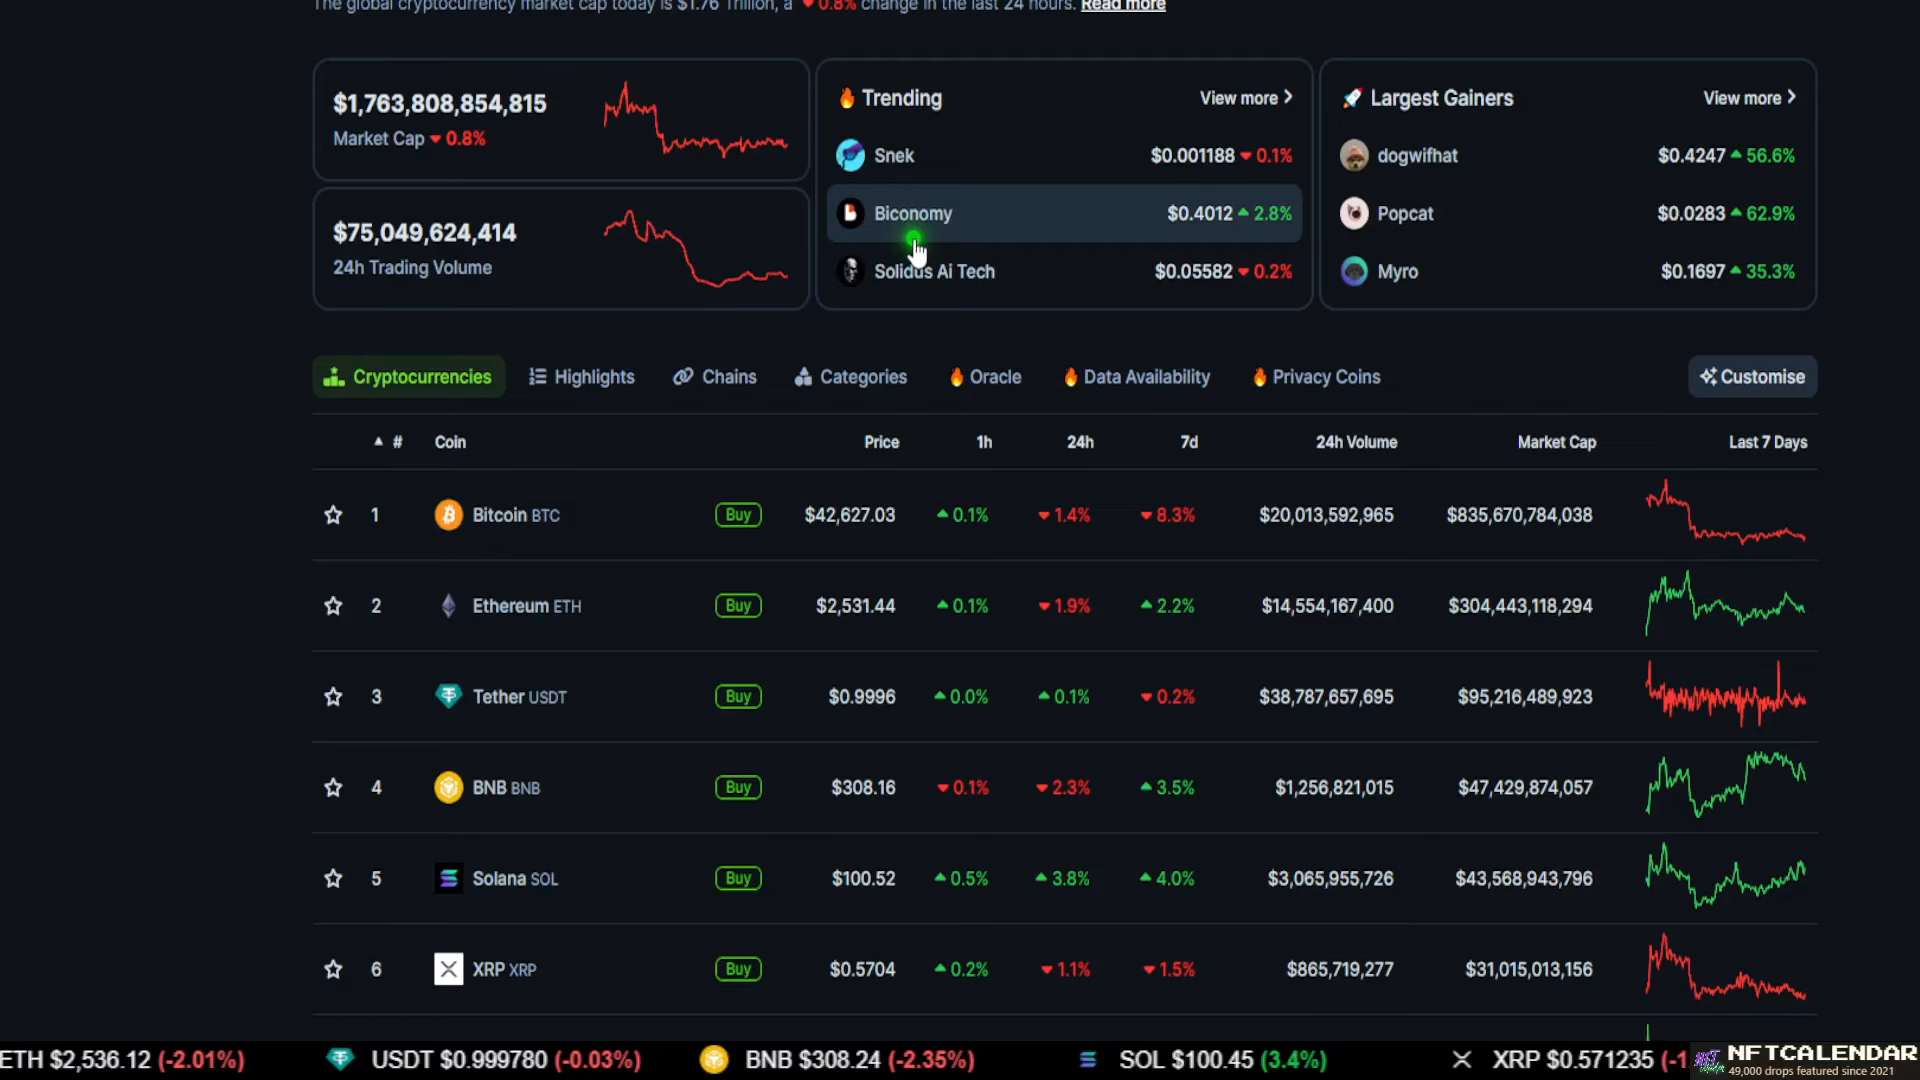 The global cryptocurrency market cap today is $1.76 Trillion, a 0.8% change in the last 24 hours. Read more
$1,763,808,854,815
Market Cap 0.8%
$75,049,624,414
24h Trading Volume
Trending View more
Snek $0.001188 0.1%
Biconomy $0.4012 2.8%
Solidus Ai Tech $0.05582 0.2%
Largest Gainers View more
dogwifhat $0.4247 56.6%
Popcat $0.0283 62.9%
Myro $0.1697 35.3%
Cryptocurrencies Highlights Chains Categories Oracle Data Availability Privacy Coins Customise
# Coin Price 1h 24h 7d 24h Volume Market Cap Last 7 Days
1 Bitcoin BTC Buy $42,627.03 0.1% 1.4% 8.3% $20,013,592,965 $835,670,784,038
2 Ethereum ETH Buy $2,531.44 0.1% 1.9% 2.2% $14,554,167,400 $304,443,118,294
3 Tether USDT Buy $0.9996 0.0% 0.1% 0.2% $38,787,657,695 $95,216,489,923
4 BNB BNB Buy $308.16 0.1% 2.3% 3.5% $1,256,821,015 $47,429,874,057
5 Solana SOL Buy $100.52 0.5% 3.8% 4.0% $3,065,955,726 $43,568,943,796
6 XRP XRP Buy $0.5704 0.2% 1.1% 1.5% $865,719,277 $31,015,013,156
ETH $2,536.12 (-2.01%) USDT $0.999780 (-0.03%) BNB $308.24 (-2.35%) SOL $100.45 (3.4%) XRP $0.571235 (-1
NFTCALENDAR
49,000 drops featured since 2021